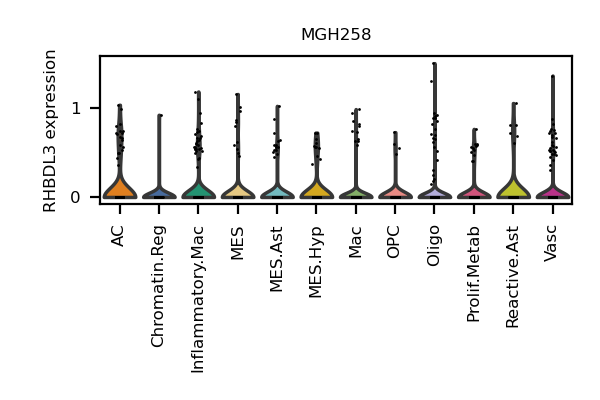 MGH258
RHBDL3 expression
1
0
AC
Chromatin.Reg
Inflammatory.Mac
MES
MES.Ast
MES.Hyp
Mac
OPC
Oligo
Prolif.Metab
Reactive.Ast
Vasc